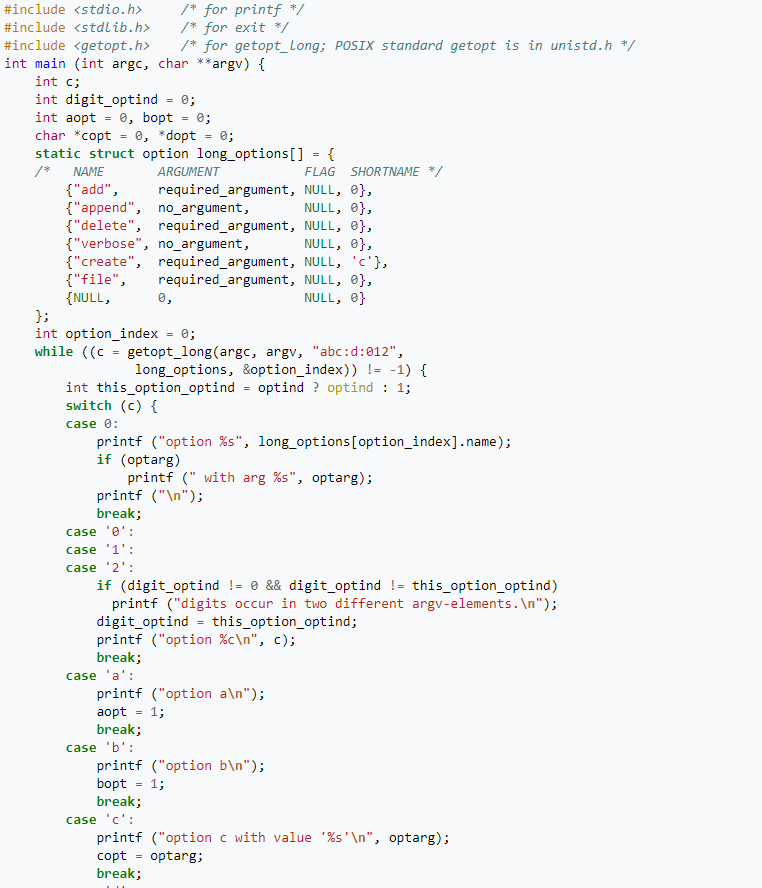 #include <stdio.h>     /* for printf */
#include <stdlib.h>    /* for exit */
#include <getopt.h>    /* for getopt_long; POSIX standard getopt is in unistd.h */
int main (int argc, char **argv) {
    int c;
    int digit_optind = 0;
    int aopt = 0, bopt = 0;
    char *copt = 0, *dopt = 0;
    static struct option long_options[] = {
    /*   NAME       ARGUMENT           FLAG  SHORTNAME */
        {"add",     required_argument, NULL, 0},
        {"append",  no_argument,       NULL, 0},
        {"delete",  required_argument, NULL, 0},
        {"verbose", no_argument,       NULL, 0},
        {"create",  required_argument, NULL, 'c'},
        {"file",    required_argument, NULL, 0},
        {NULL,      0,                 NULL, 0}
    };
    int option_index = 0;
    while ((c = getopt_long(argc, argv, "abc:d:012",
                 long_options, &option_index)) != -1) {
        int this_option_optind = optind ? optind : 1;
        switch (c) {
        case 0:
            printf ("option %s", long_options[option_index].name);
            if (optarg)
                printf (" with arg %s", optarg);
            printf ("\n");
            break;
        case '0':
        case '1':
        case '2':
            if (digit_optind != 0 && digit_optind != this_option_optind)
              printf ("digits occur in two different argv-elements.\n");
            digit_optind = this_option_optind;
            printf ("option %c\n", c);
            break;
        case 'a':
            printf ("option a\n");
            aopt = 1;
            break;
        case 'b':
            printf ("option b\n");
            bopt = 1;
            break;
        case 'c':
            printf ("option c with value '%s'\n", optarg);
            copt = optarg;
            break;